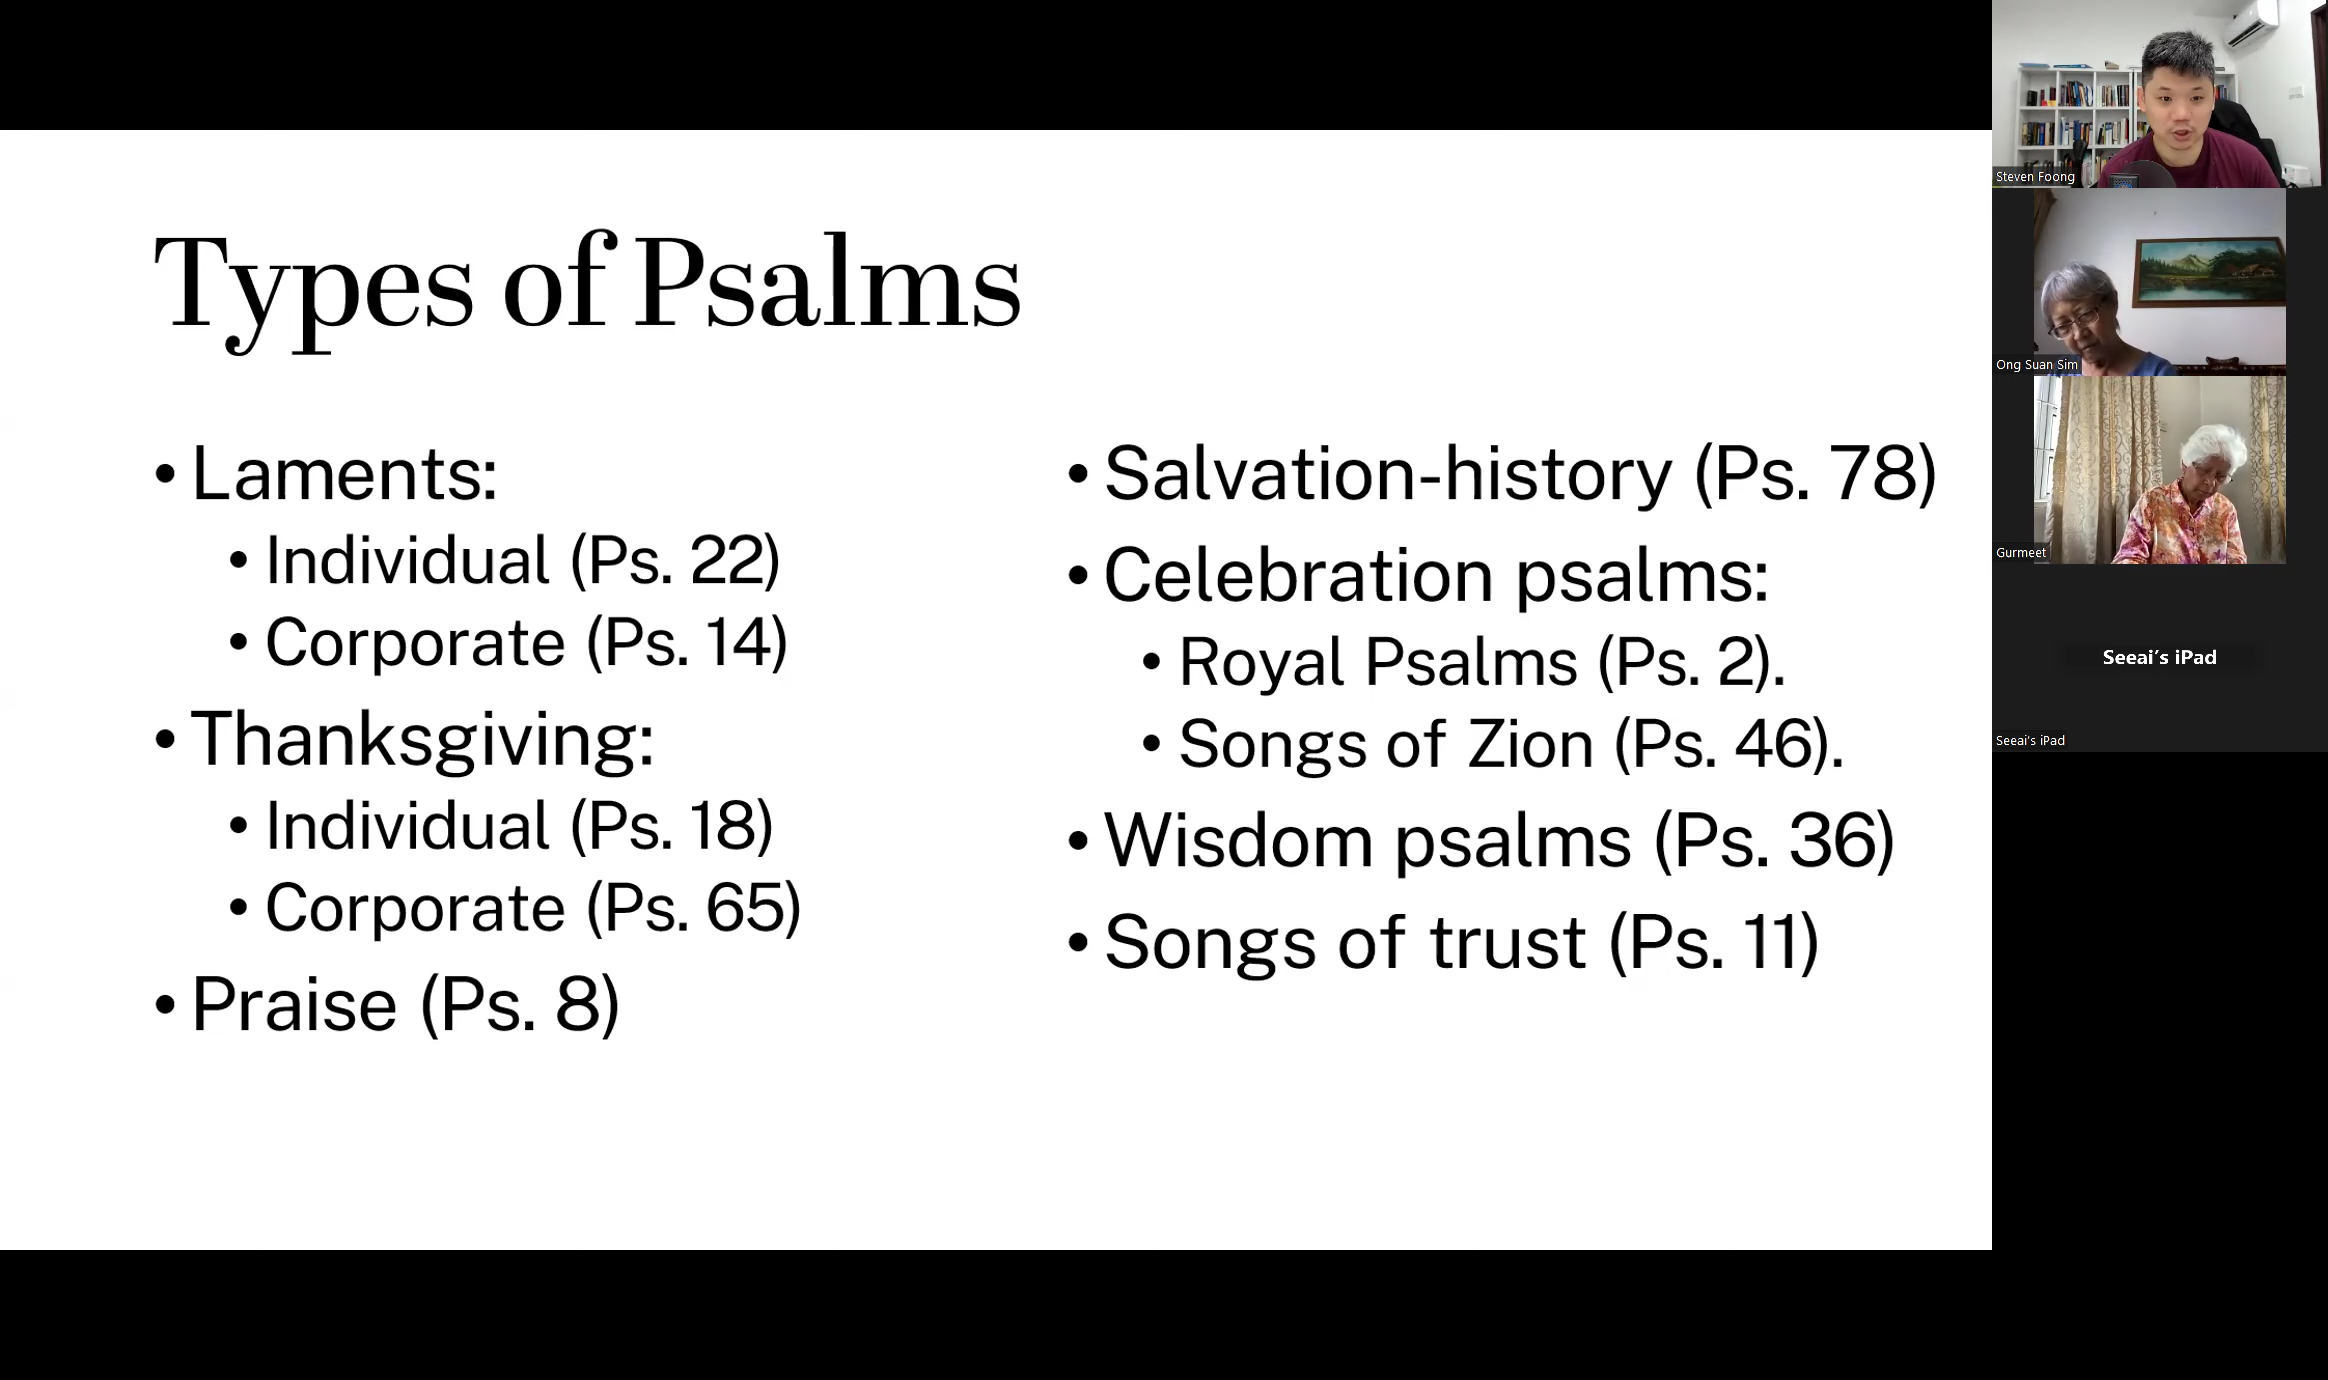 Types of Psalms
• Laments:
• Individual (Ps. 22)
• Corporate (Ps. 14)
• Thanksgiving:
• Individual (Ps. 18)
• Corporate (Ps. 65)
• Praise (Ps. 8)
• Salvation-history (Ps. 78)
• Celebration psalms:
• Royal Psalms (Ps. 2).
• Songs of Zion (Ps. 46).
• Wisdom psalms (Ps. 36)
• Songs of trust (Ps. 11)
Steven Foong
Ong Suan Sim
Gurmeet
Seeai’s iPad
Seeai's iPad